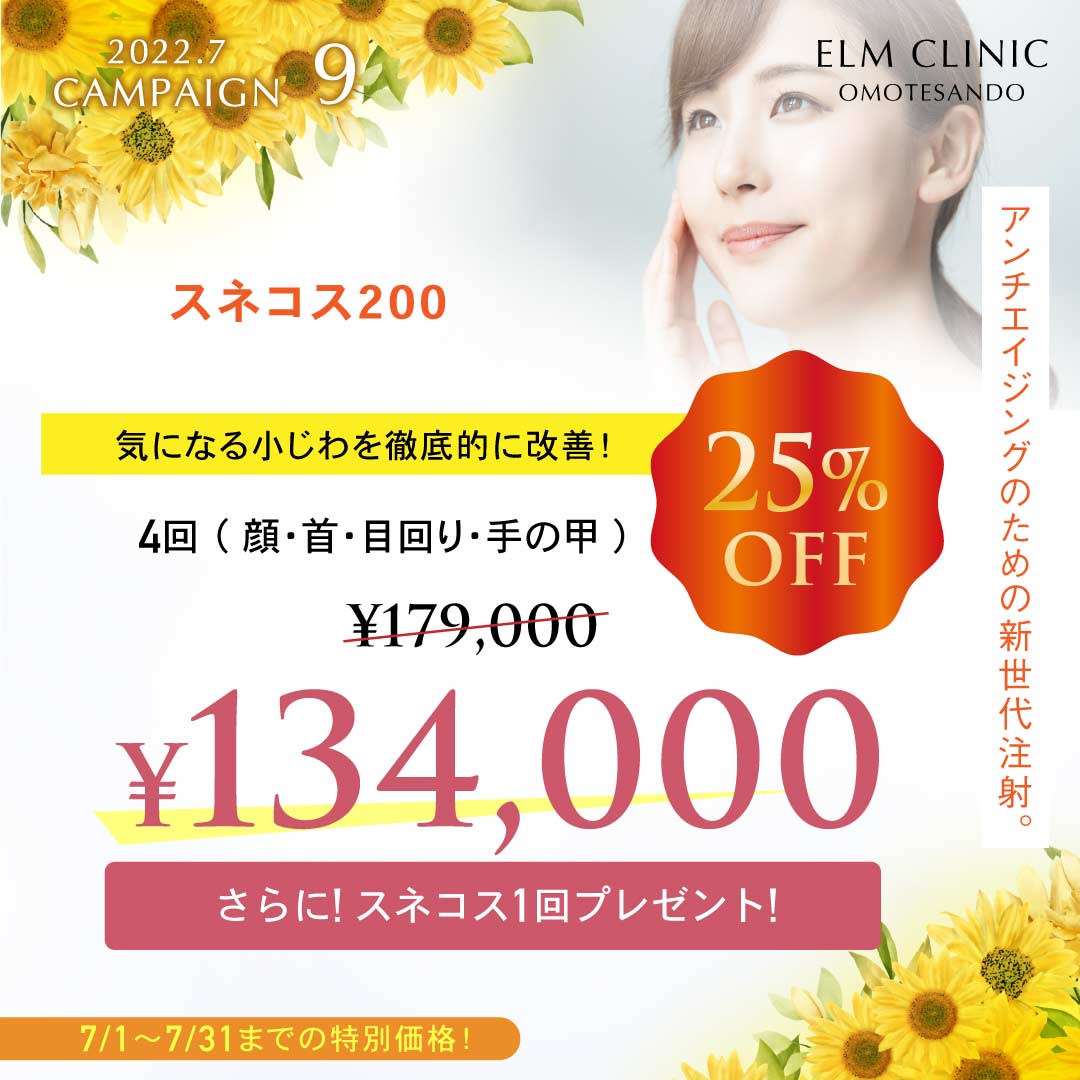 2022.7
CAMPAIGN 9
ELM CLINIC
OMOTESANDO
アンチエイジングのための新世代注射。
スネコス200
気になる小じわを徹底的に改善!
4回(顔・首・目回り・手の甲)
25%
OFF
¥179,000
¥134,000
さらに!スネコス1回プレゼント!
7/1〜7/31までの特別価格!